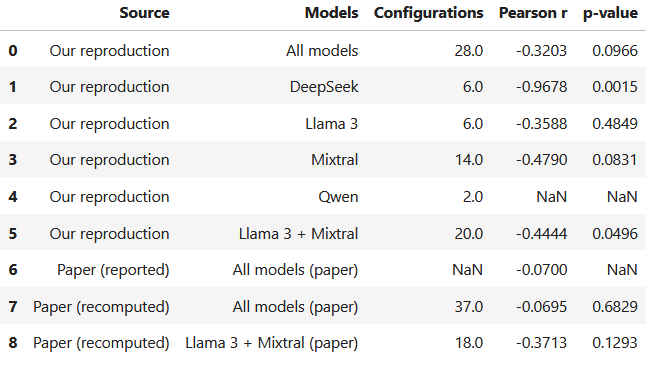 Source Models Configurations Pearson r p-value
0 Our reproduction All models 28.0 -0.3203 0.0966
1 Our reproduction DeepSeek 6.0 -0.9678 0.0015
2 Our reproduction Llama 3 6.0 -0.3588 0.4849
3 Our reproduction Mixtral 14.0 -0.4790 0.0831
4 Our reproduction Qwen 2.0 NaN NaN
5 Our reproduction Llama 3 + Mixtral 20.0 -0.4444 0.0496
6 Paper (reported) All models (paper) NaN -0.0700 NaN
7 Paper (recomputed) All models (paper) 37.0 -0.0695 0.6829
8 Paper (recomputed) Llama 3 + Mixtral (paper) 18.0 -0.3713 0.1293